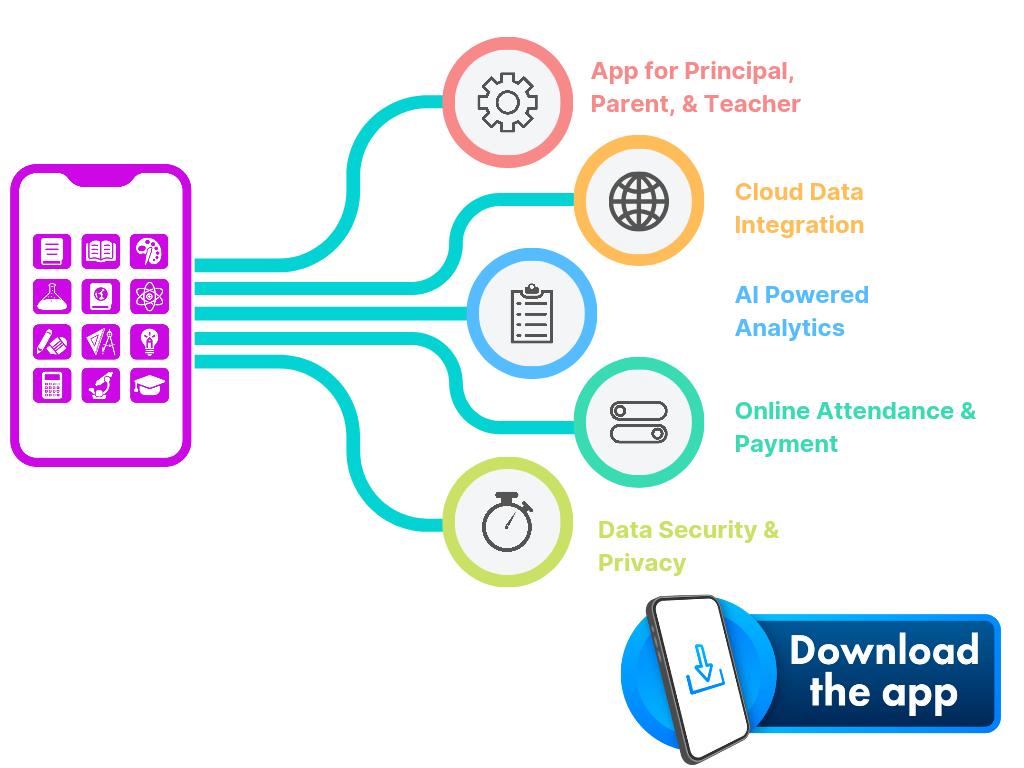 App for Principal,
Parent, & Teacher
Cloud Data
Integration
AI Powered
Analytics
Online Attendance &
Payment
Data Security &
Privacy
Download
the app